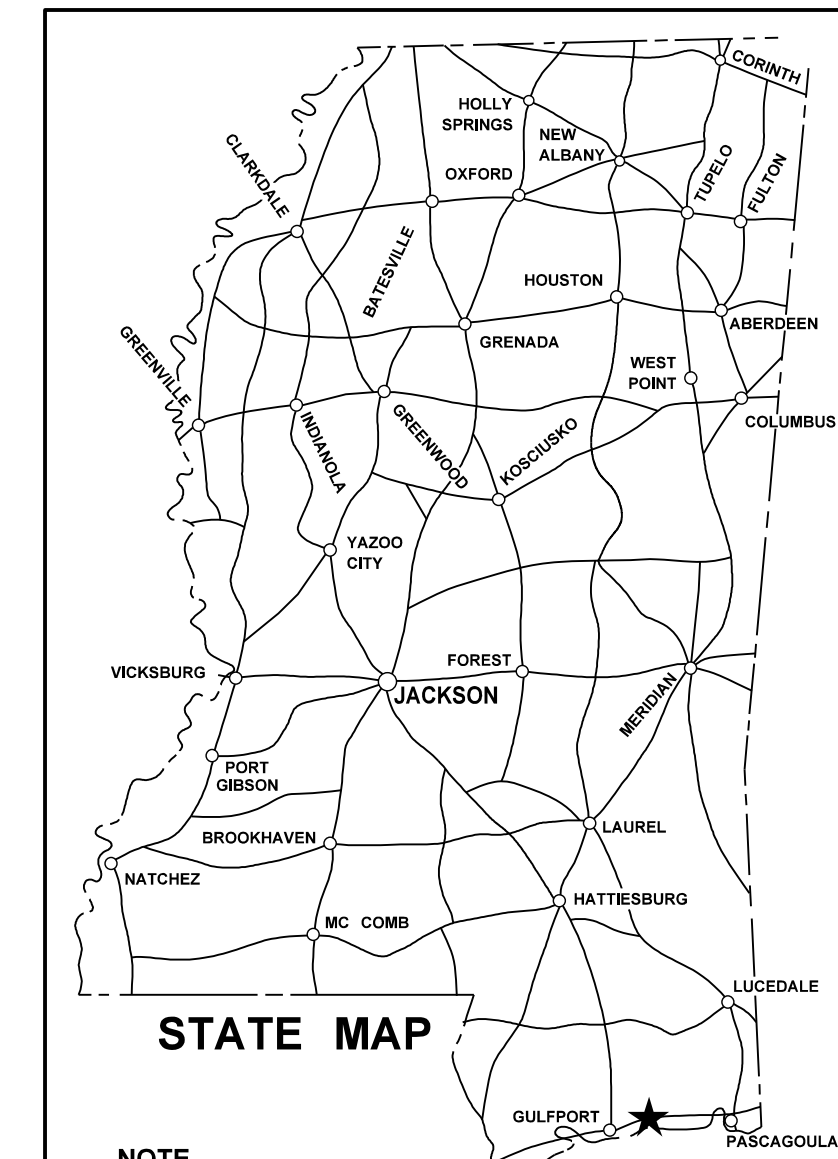 CORINTH
HOLLY
SPRINGS
NEW
ALBANY
CLARKDALE
OXFORD
TUPELO
FULTON
BATESVILLE
HOUSTON
ABERDEEN
GREENVILLE
GRENADA
WEST
POINT
COLUMBUS
INDIANOLA
GREENWOOD
KOSCIUSKO
YAZOO
CITY
VICKSBURG
FOREST
JACKSON
MERIDIAN
PORT
GIBSON
BROOKHAVEN
LAUREL
NATCHEZ
HATTIESBURG
MC COMB
LUCEDALE
STATE MAP
GULFPORT
PASCAGOULA
NOTE